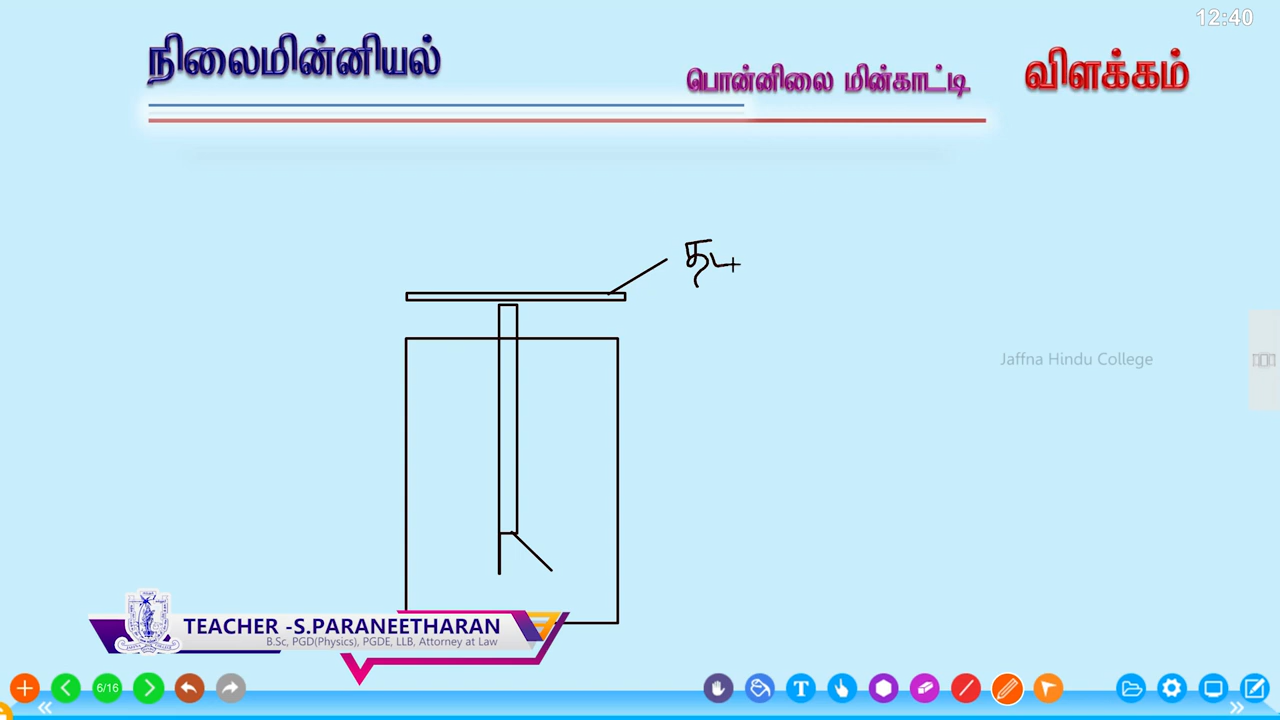 12:40
நிலைமின்னியல்
பொன்னிலை மின்காட்டி
விளக்கம்
Jaffna Hindu College
TEACHER -S.PARANEETHARAN
B.Sc, PGD(Physics), PGDE, LLB, Attorney at Law
6/16